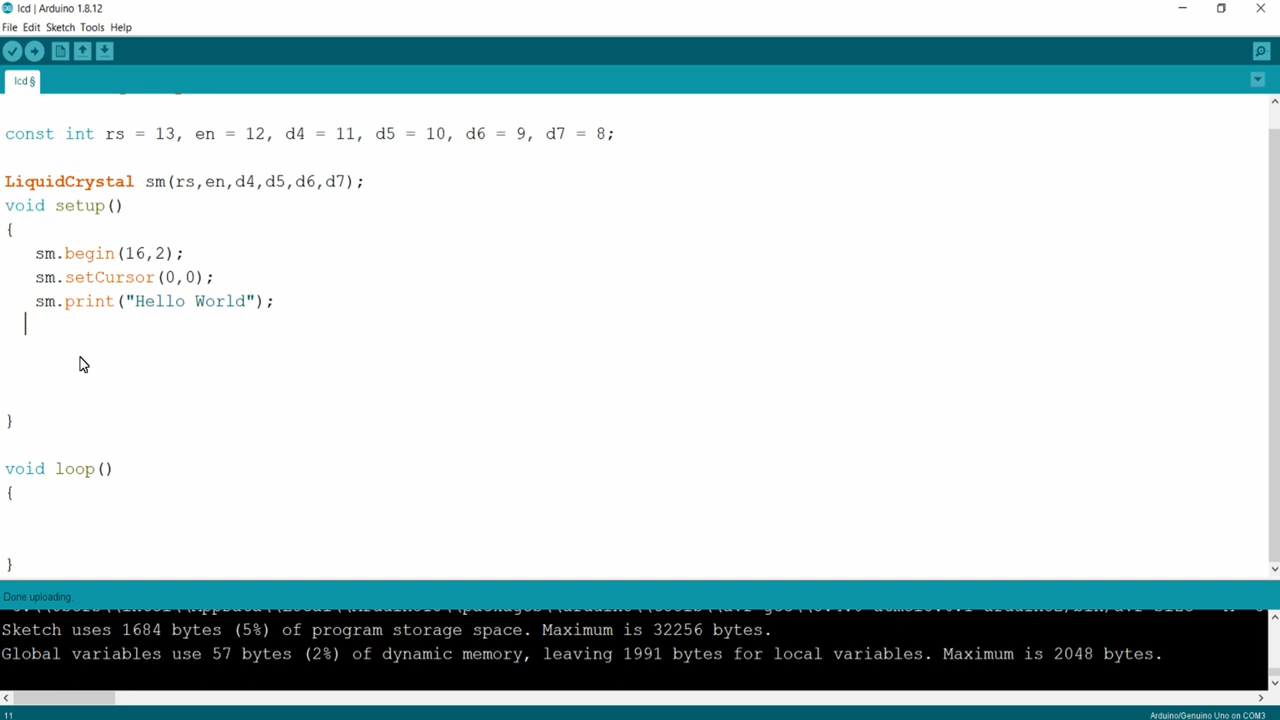 lcd | Arduino 1.8.12
File Edit Sketch Tools Help
lcd §
const int rs = 13, en = 12, d4 = 11, d5 = 10, d6 = 9, d7 = 8;
LiquidCrystal sm(rs,en,d4,d5,d6,d7);
void setup()
{
sm.begin(16,2);
sm.setCursor(0,0);
sm.print("Hello World");
}
void loop()
{
}
Done uploading.
Sketch uses 1684 bytes (5%) of program storage space. Maximum is 32256 bytes.
Global variables use 57 bytes (2%) of dynamic memory, leaving 1991 bytes for local variables. Maximum is 2048 bytes.
11
Arduino/Genuino Uno on COM3